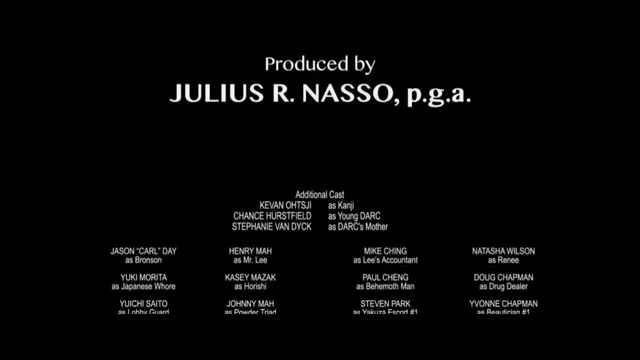 Produced by
JULIUS R. NASSO, p.g.a.
Additional Cast
KEVAN OHTSJI as Kanji
CHANCE HURSTFIELD as Young DARC
STEPHANIE VAN DYCK as DARC's Mother
JASON "CARL" DAY HENRY MAH MIKE CHING NATASHA WILSON
as Bronson as Mr. Lee as Lee's Accountant as Renee
YUKI MORITA KASEY MAZAK PAUL CHENG DOUG CHAPMAN
as Japanese Whore as Horishi as Behemoth Man as Drug Dealer
YUICHI SAITO JOHNNY MAH STEVEN PARK YVONNE CHAPMAN
as Lobby Guard as Powder Triad as Yakuza Escort #1 as Beautician #1